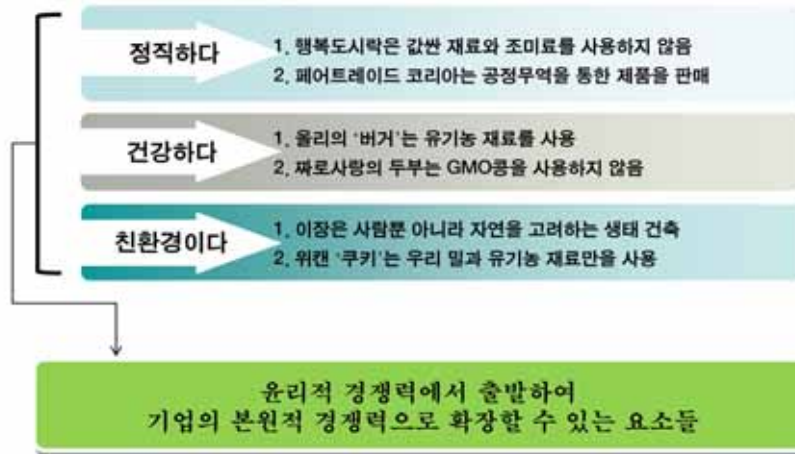 정직하다
1. 행복도시락은 값싼 재료와 조미료를 사용하지 않음
2. 페어트레이드 코리아는 공정무역을 통한 제품을 판매
건강하다
1. 올리의 '버거'는 유기농 재료를 사용
2. 짜로사랑의 두부는 GMO콩을 사용하지 않음
친환경이다
1. 이장은 사람뿐 아니라 자연을 고려하는 생태 건축
2. 위캔 '쿠키'는 우리 밀과 유기농 재료만을 사용
윤리적 경쟁력에서 출발하여
기업의 본원적 경쟁력으로 확장할 수 있는 요소들